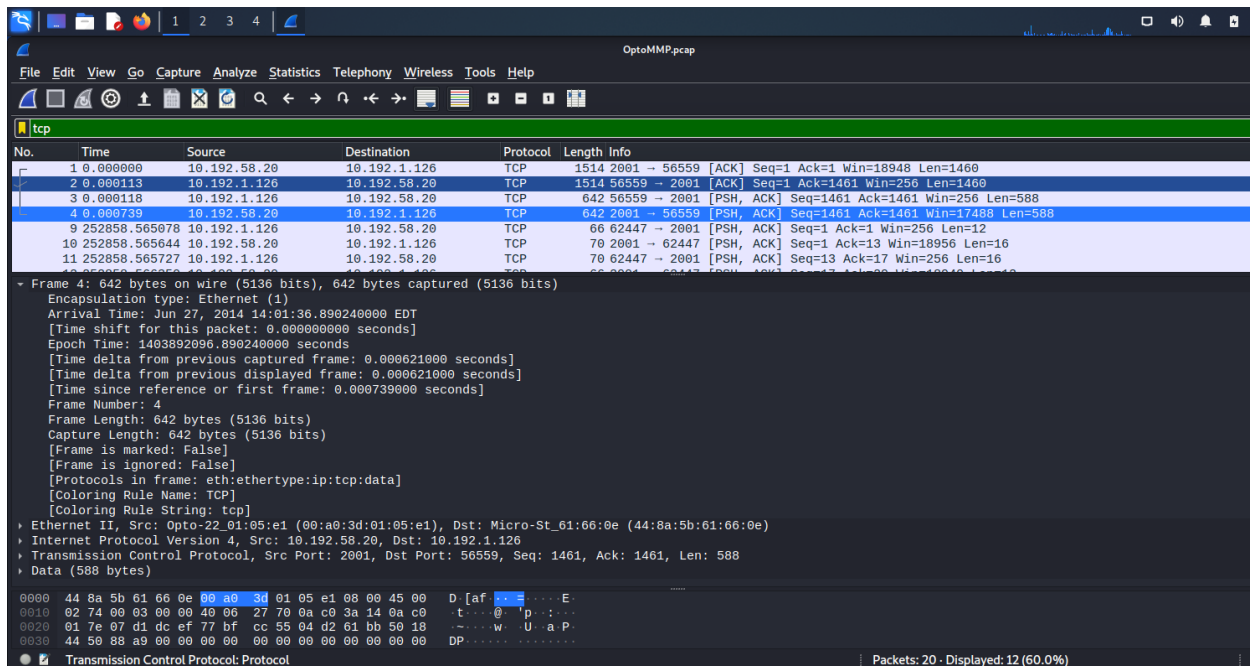 1 2 3 4
OptoMMP.pcap
File Edit View Go Capture Analyze Statistics Telephony Wireless Tools Help
tcp
No. Time Source Destination Protocol Length Info
1 0.000000 10.192.58.20 10.192.1.126 TCP 1514 2001 → 56559 [ACK] Seq=1 Ack=1 Win=18948 Len=1460
2 0.000113 10.192.1.126 10.192.58.20 TCP 1514 56559 → 2001 [ACK] Seq=1 Ack=1461 Win=256 Len=1460
3 0.000118 10.192.1.126 10.192.58.20 TCP 642 56559 → 2001 [PSH, ACK] Seq=1461 Ack=1461 Win=256 Len=588
4 0.000739 10.192.58.20 10.192.1.126 TCP 642 2001 → 56559 [PSH, ACK] Seq=1461 Ack=1461 Win=17488 Len=588
9 252858.565078 10.192.1.126 10.192.58.20 TCP 66 62447 → 2001 [PSH, ACK] Seq=1 Ack=1 Win=256 Len=12
10 252858.565644 10.192.58.20 10.192.1.126 TCP 70 2001 → 62447 [PSH, ACK] Seq=1 Ack=13 Win=18956 Len=16
11 252858.565727 10.192.1.126 10.192.58.20 TCP 70 62447 → 2001 [PSH, ACK] Seq=13 Ack=17 Win=256 Len=16
Frame 4: 642 bytes on wire (5136 bits), 642 bytes captured (5136 bits)
Encapsulation type: Ethernet (1)
Arrival Time: Jun 27, 2014 14:01:36.890240000 EDT
[Time shift for this packet: 0.000000000 seconds]
Epoch Time: 1403892096.890240000 seconds
[Time delta from previous captured frame: 0.000621000 seconds]
[Time delta from previous displayed frame: 0.000621000 seconds]
[Time since reference or first frame: 0.000739000 seconds]
Frame Number: 4
Frame Length: 642 bytes (5136 bits)
Capture Length: 642 bytes (5136 bits)
[Frame is marked: False]
[Frame is ignored: False]
[Protocols in frame: eth:ethertype:ip:tcp:data]
[Coloring Rule Name: TCP]
[Coloring Rule String: tcp]
Ethernet II, Src: Opto-22_01:05:e1 (00:a0:3d:01:05:e1), Dst: Micro-St_61:66:0e (44:8a:5b:61:66:0e)
Internet Protocol Version 4, Src: 10.192.58.20, Dst: 10.192.1.126
Transmission Control Protocol, Src Port: 2001, Dst Port: 56559, Seq: 1461, Ack: 1461, Len: 588
Data (588 bytes)
0000 44 8a 5b 61 66 0e 00 a0 3d 01 05 e1 08 00 45 00 D·[af··· =·····E·
0010 02 74 00 03 00 00 40 06 27 70 0a c0 3a 14 0a c0 ·t····@· 'p··:···
0020 01 7e 07 d1 dc ef 77 bf cc 55 04 d2 61 bb 50 18 ·~····w· ·U··a·P·
0030 44 50 88 a9 00 00 00 00 00 00 00 00 00 00 00 00 DP······ ········
Transmission Control Protocol: Protocol Packets: 20 · Displayed: 12 (60.0%)